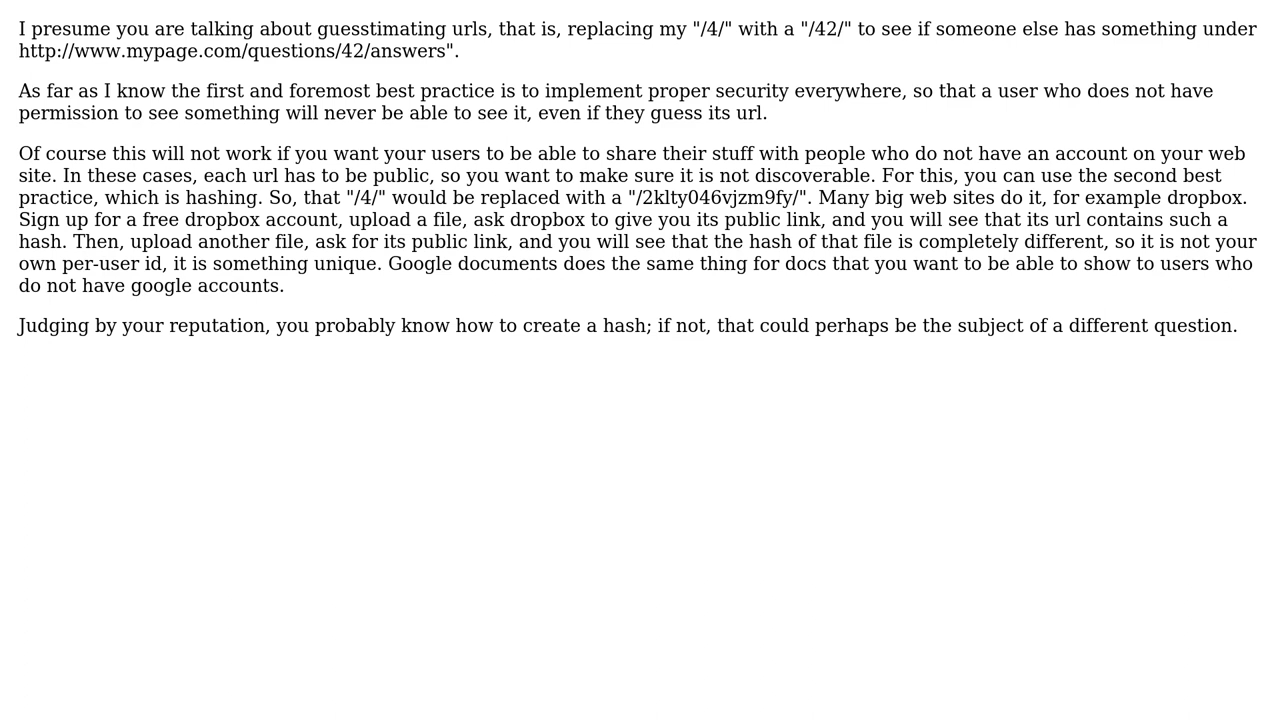 I presume you are talking about guesstimating urls, that is, replacing my "/4/" with a "/42/" to see if someone else has something under
http://www.mypage.com/questions/42/answers".
As far as I know the first and foremost best practice is to implement proper security everywhere, so that a user who does not have
permission to see something will never be able to see it, even if they guess its url.
Of course this will not work if you want your users to be able to share their stuff with people who do not have an account on your web
site. In these cases, each url has to be public, so you want to make sure it is not discoverable. For this, you can use the second best
practice, which is hashing. So, that "/4/" would be replaced with a "/2klty046vjzm9fy/". Many big web sites do it, for example dropbox.
Sign up for a free dropbox account, upload a file, ask dropbox to give you its public link, and you will see that its url contains such a
hash. Then, upload another file, ask for its public link, and you will see that the hash of that file is completely different, so it is not your
own per-user id, it is something unique. Google documents does the same thing for docs that you want to be able to show to users who
do not have google accounts.
Judging by your reputation, you probably know how to create a hash; if not, that could perhaps be the subject of a different question.